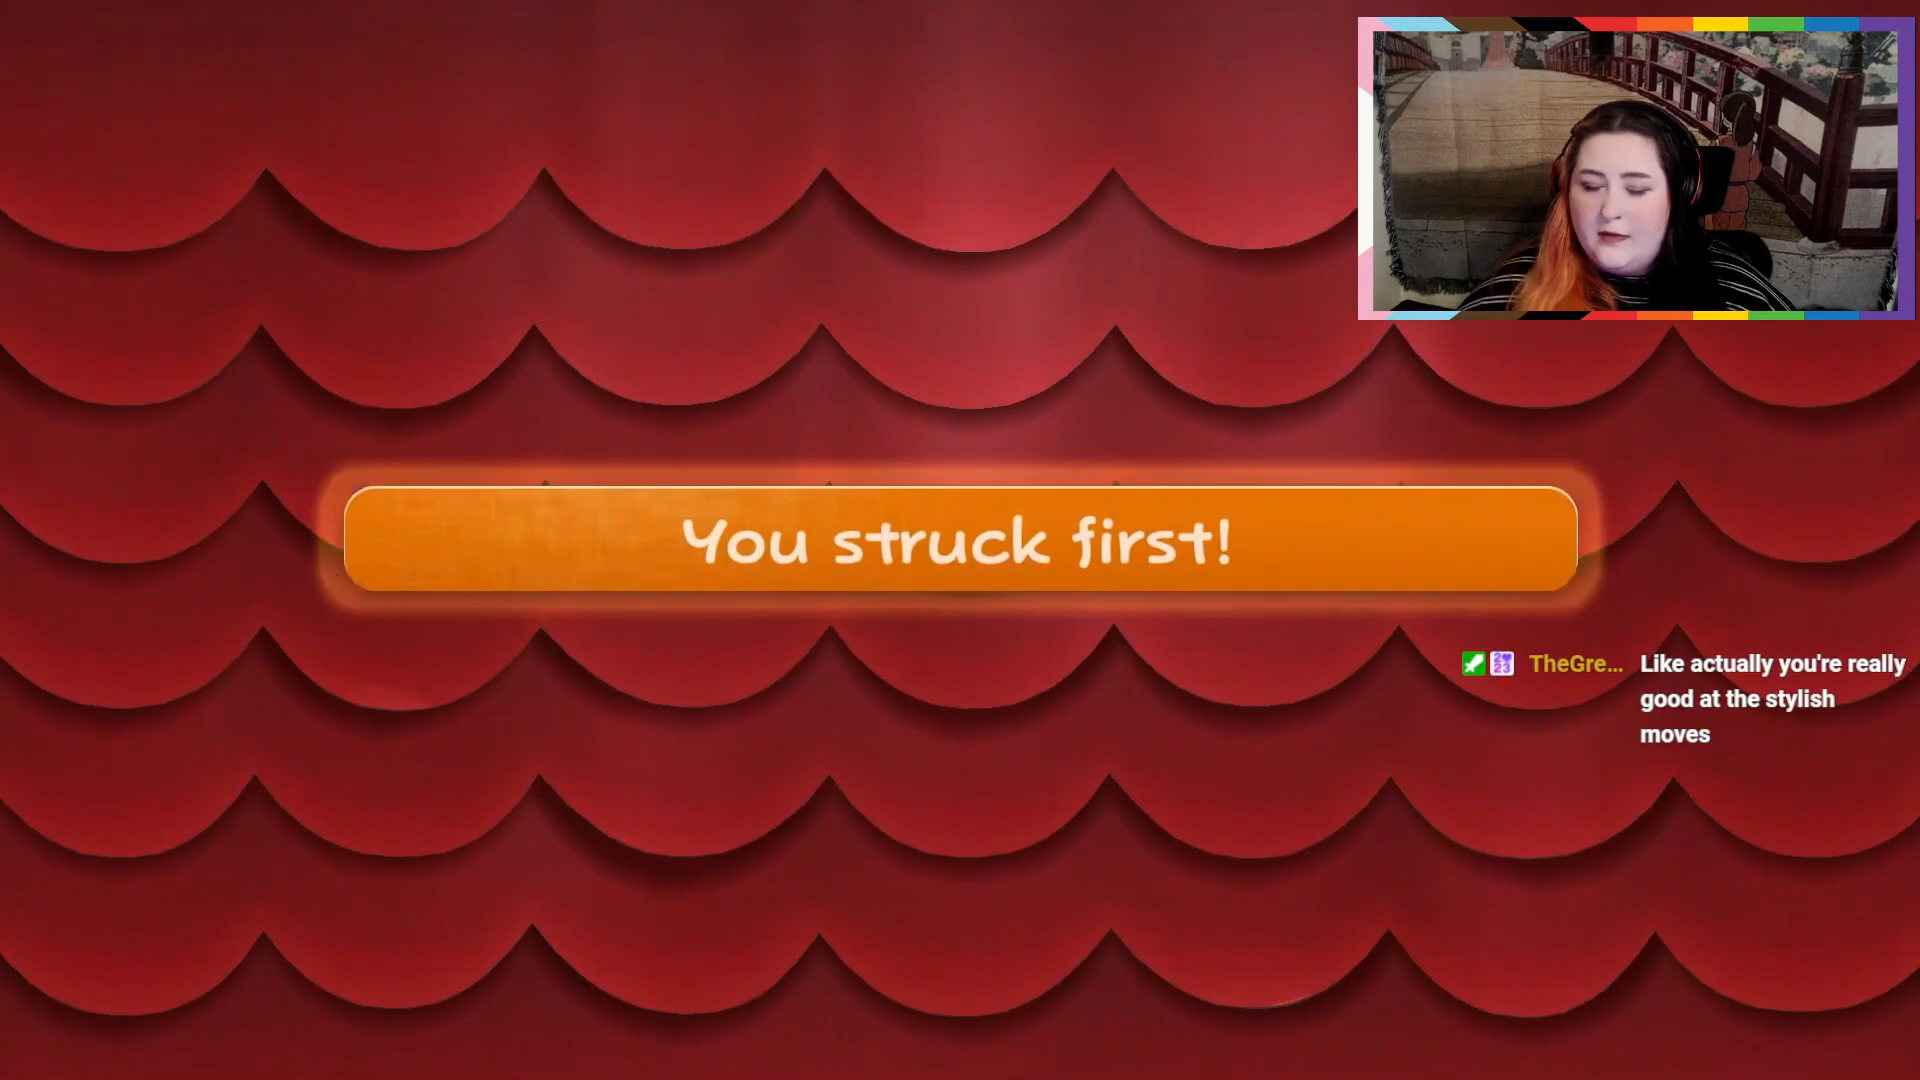 You struck first!
TheGre... Like actually you're really
good at the stylish
moves